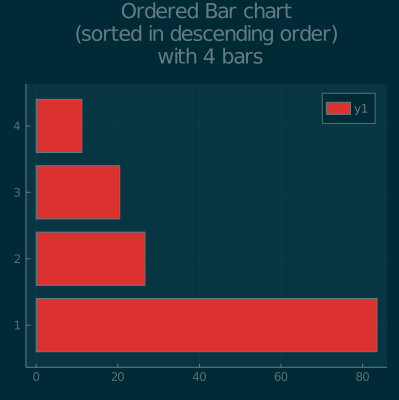 Ordered Bar chart
(sorted in descending order)
with 4 bars
y1
4
3
2
1
0 20 40 60 80